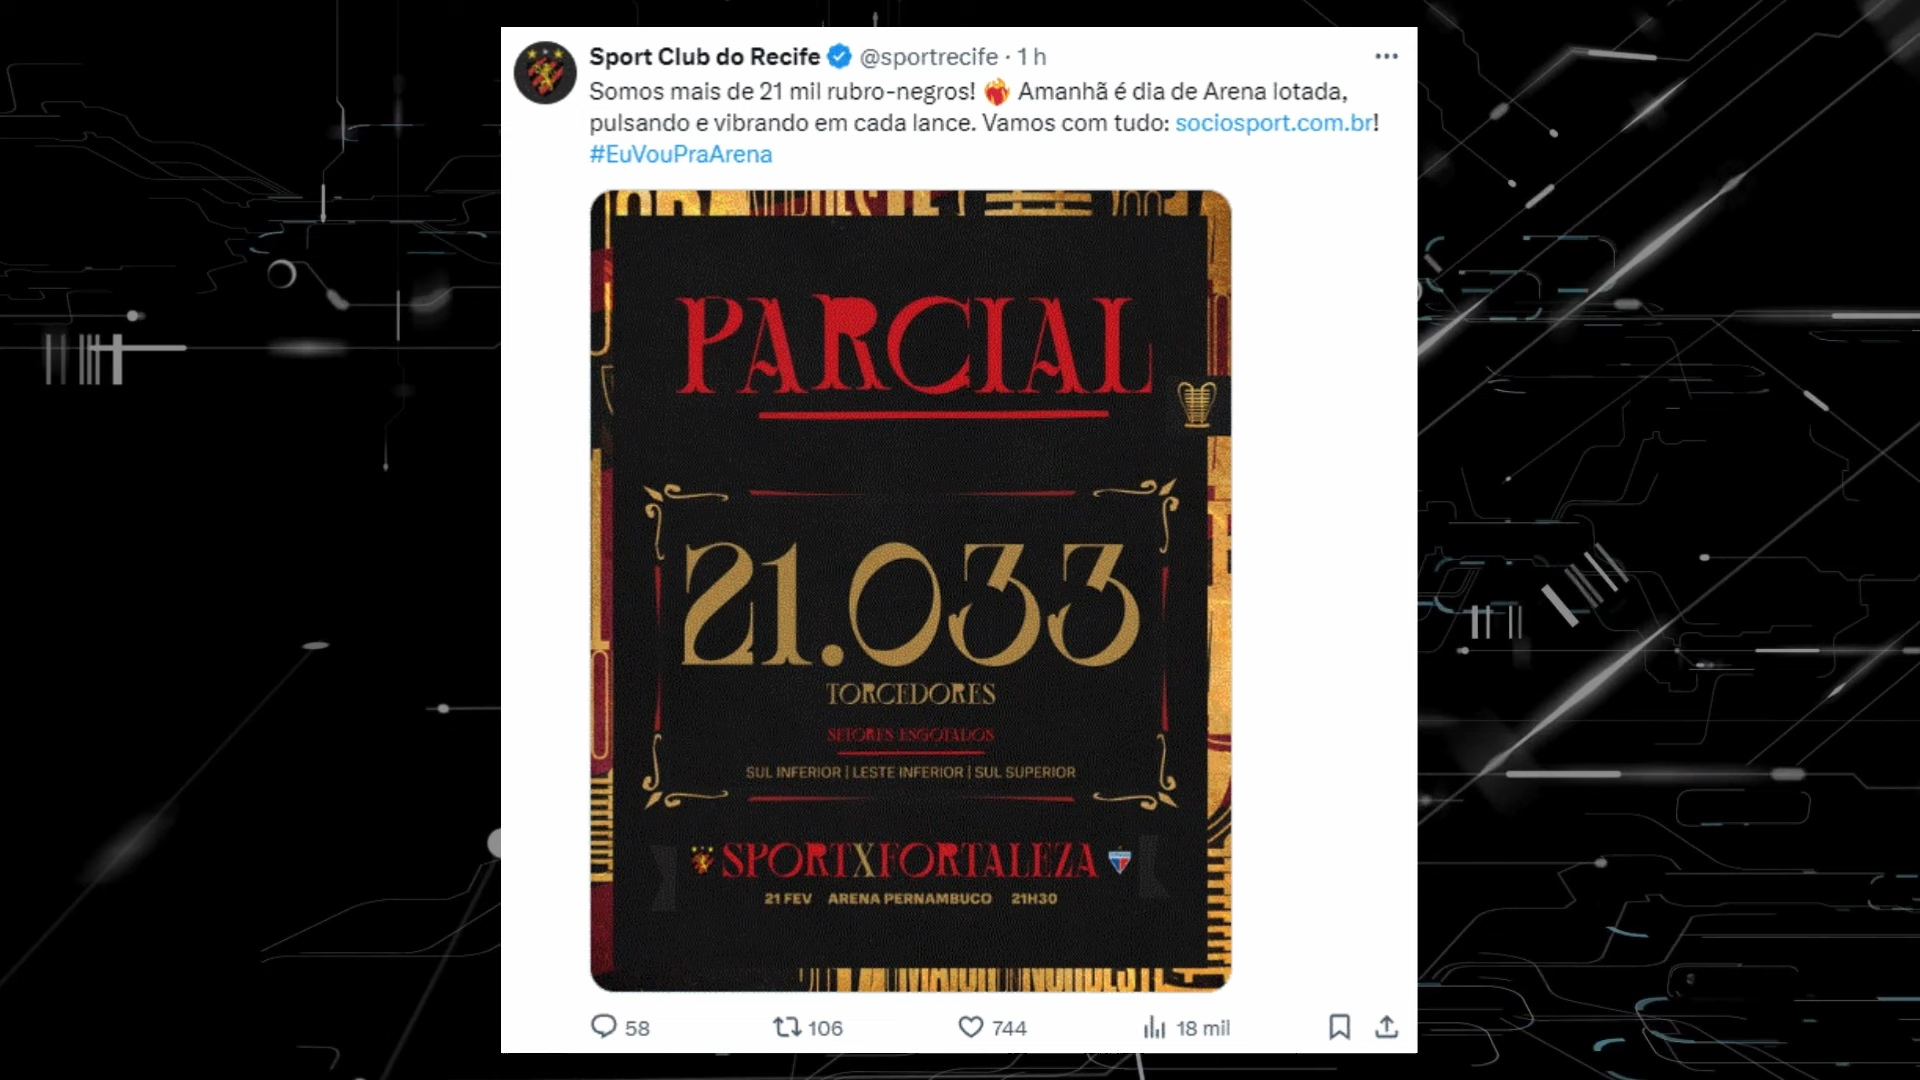 Sport Club do Recife @sportrecife · 1 h
Somos mais de 21 mil rubro-negros! ❤️‍🔥 Amanhã é dia de Arena lotada,
pulsando e vibrando em cada lance. Vamos com tudo: sociosport.com.br!
#EuVouPraArena
PARCIAL
21.033
TORCEDORES
SETORES ESGOTADOS
SUL INFERIOR | LESTE INFERIOR | SUL SUPERIOR
SPORTXFORTALEZA
21 FEV ARENA PERNAMBUCO 21H30
58 106 744 18 mil